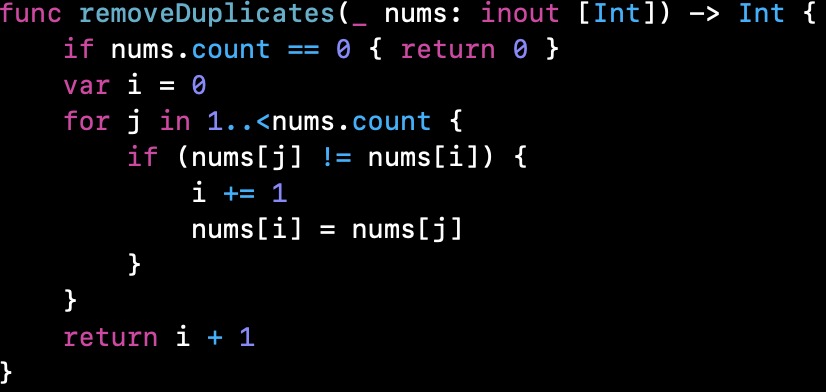 func removeDuplicates(_ nums: inout [Int]) -> Int {
    if nums.count == 0 { return 0 }
    var i = 0
    for j in 1..<nums.count {
        if (nums[j] != nums[i]) {
            i += 1
            nums[i] = nums[j]
        }
    }
    return i + 1
}